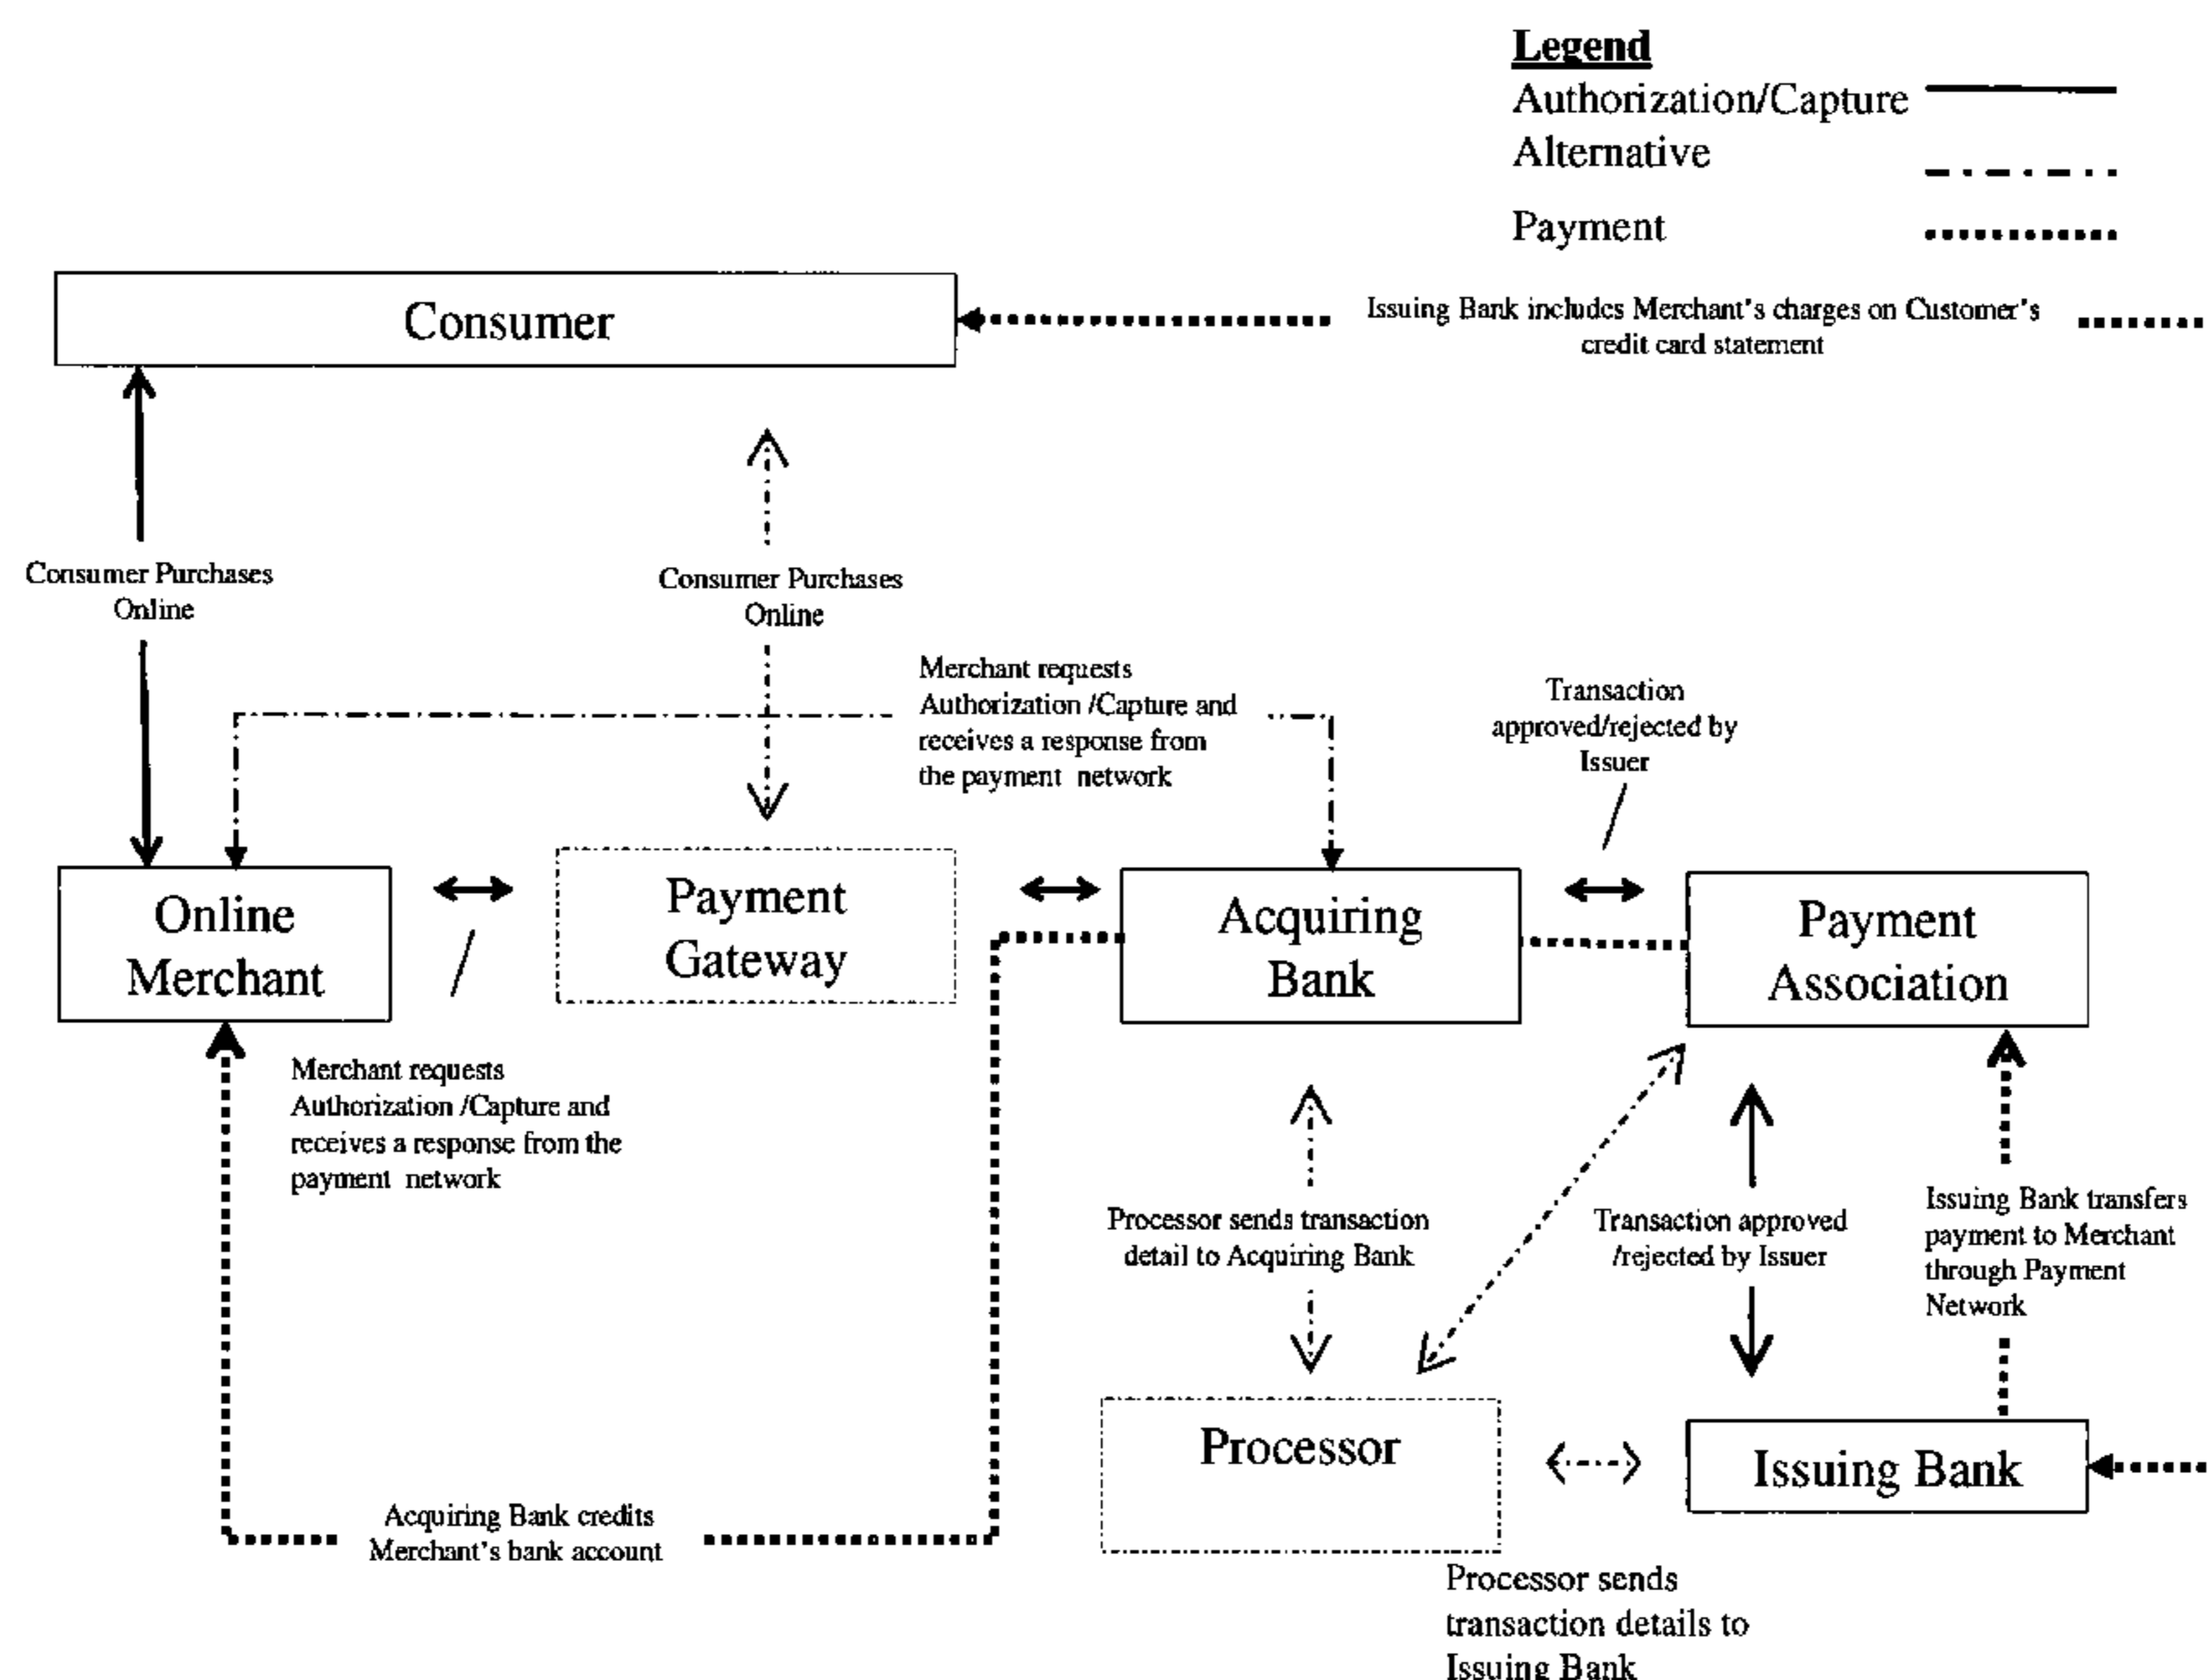 Legend
Authorization/Capture
Alternative
Payment
Consumer
Issuing Bank includes Merchant's charges on Customer's
credit card statement
Consumer Purchases
Online
Consumer Purchases
Online
Merchant requests
Authorization /Capture and
receives a response from
the payment network
Transaction
approved/rejected by
Issuer
Online
Merchant
Payment
Gateway
Acquiring
Bank
Payment
Association
Merchant requests
Authorization /Capture and
receives a response from the
payment network
Processor sends transaction
detail to Acquiring Bank
Transaction approved
/rejected by Issuer
Issuing Bank transfers
payment to Merchant
through Payment
Network
Processor
Issuing Bank
Acquiring Bank credits
Merchant's bank account
Processor sends
transaction details to
Issuing Bank